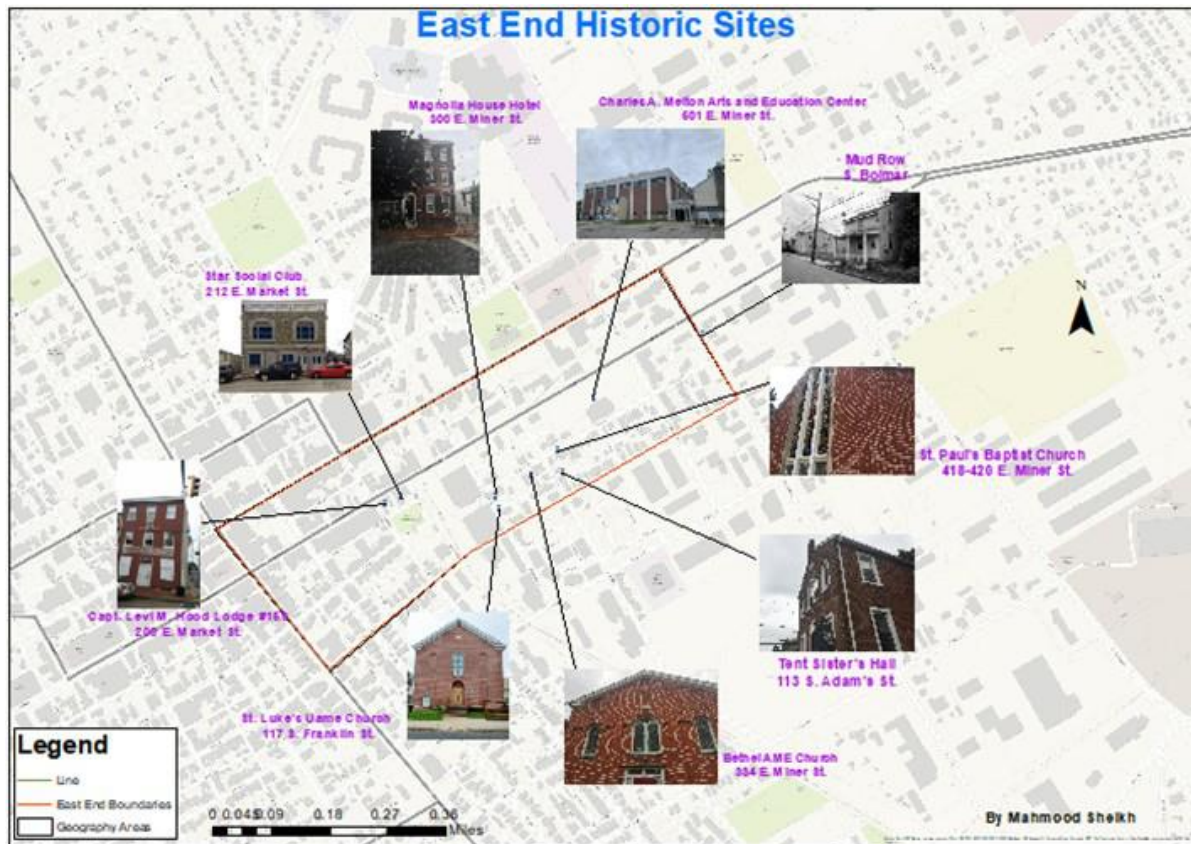 East End Historic Sites
Magnolia House Hotel
300 E. Miner St.
Charles A. Melton Arts and Education Center
601 E. Miner St.
Mud Row
S. Bolmar
Star Social Club
212 E. Market St.
N
St. Paul's Baptist Church
418-420 E. Miner St.
Capt. Levi M. Hood Lodge
200 E. Market St.
Tent Sister's Hall
113 S. Adam's St.
St. Luke's Uame Church
117 S. Franklin St.
Bethel AME Church
334 E. Miner St.
Legend
Line
East End Boundaries
Geography Areas
0 0.045 0.09 0.18 0.27 0.36
Miles
By Mahmood Sheikh